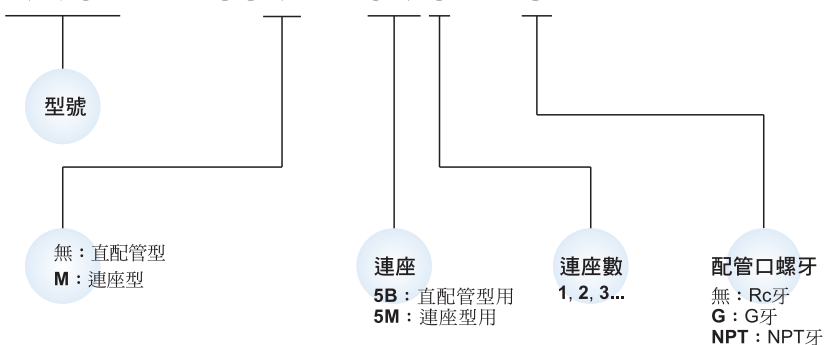 型號
無：直配管型
M：連座型
連座
5B：直配管型用
5M：連座型用
連座數
1, 2, 3...
配管口螺牙
無：Rc牙
G：G牙
NPT：NPT牙